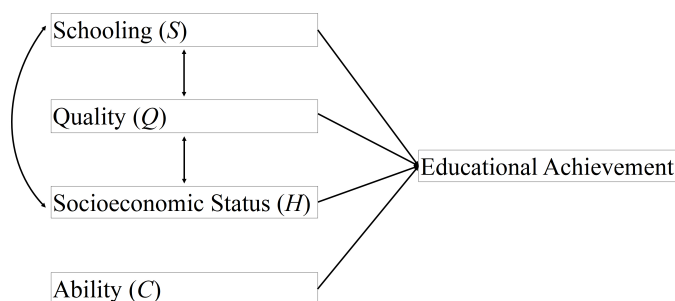 Schooling (S)
Quality (Q)
Educational Achievement
Socioeconomic Status (H)
Ability (C)